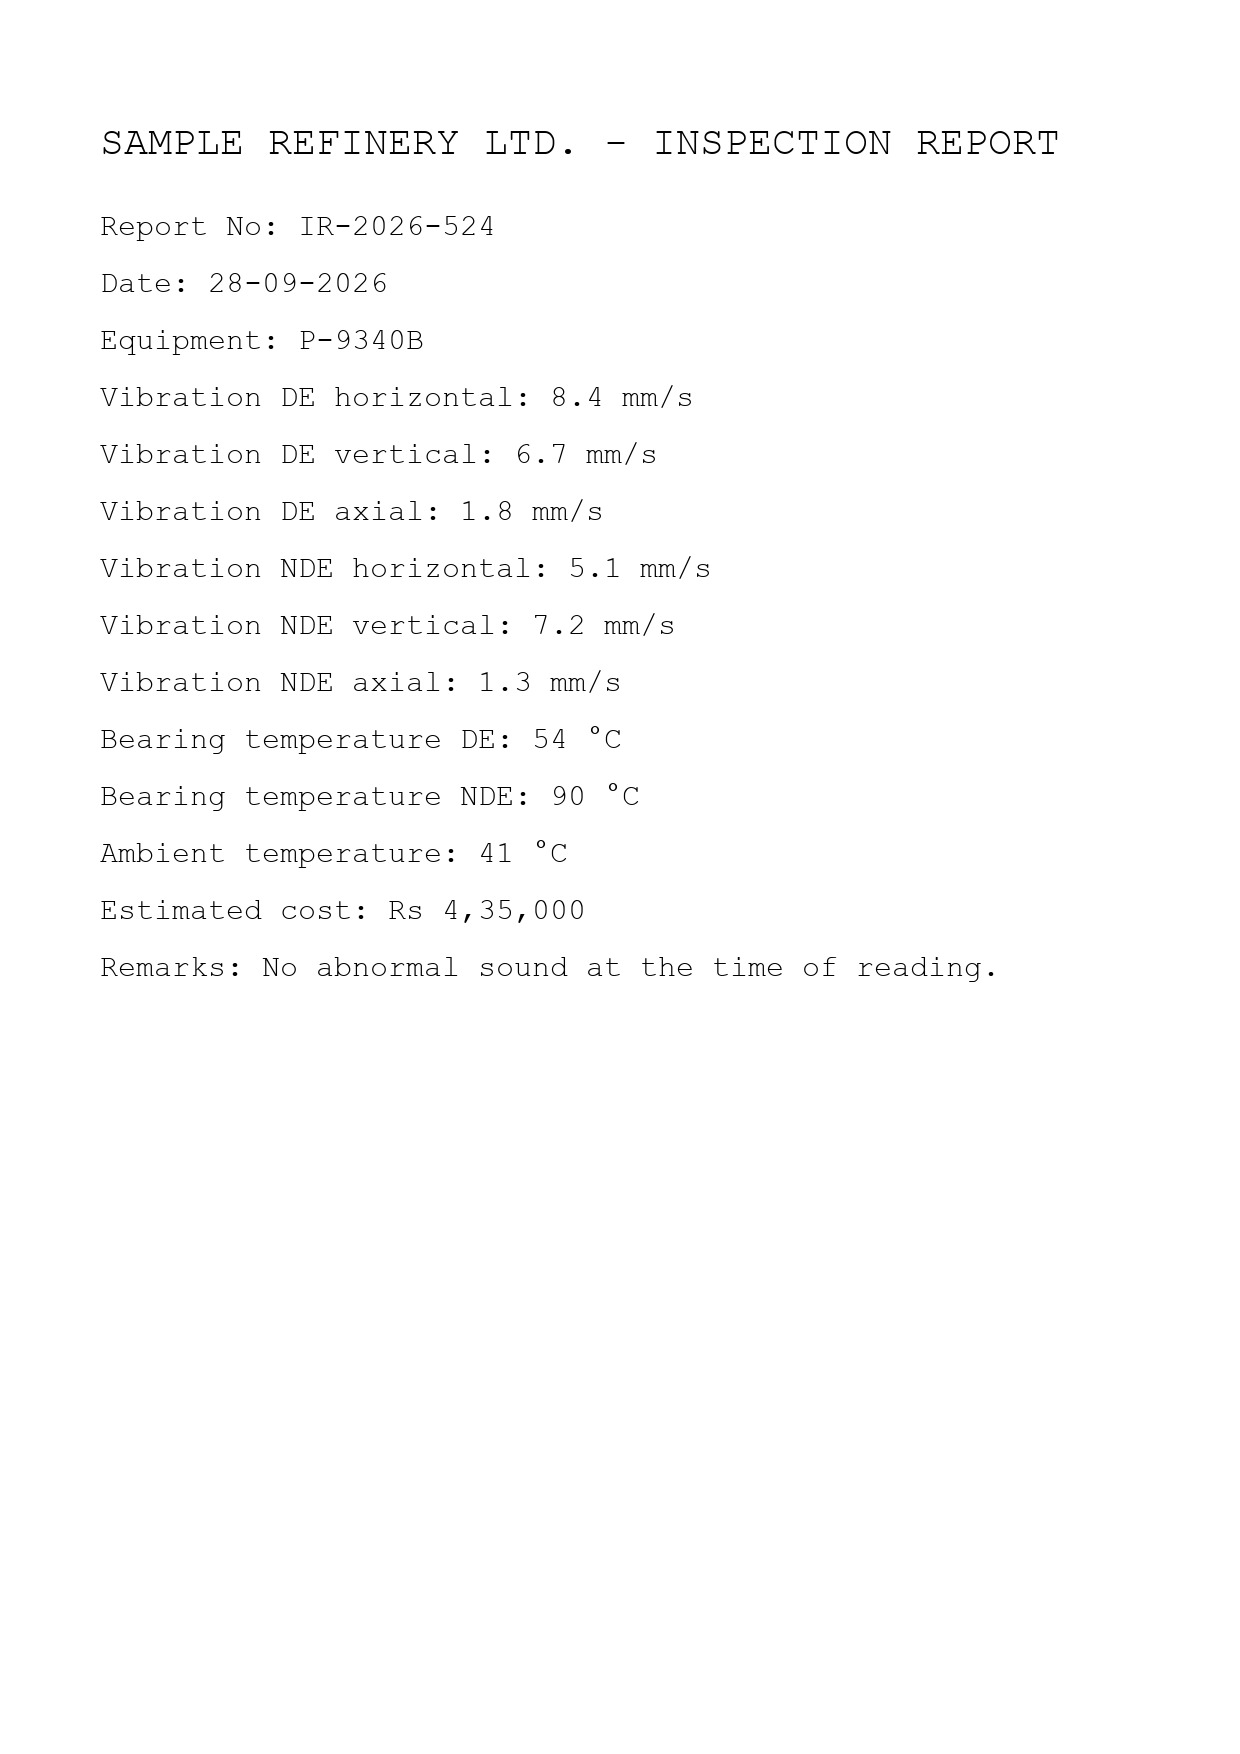 SAMPLE REFINERY LTD. - INSPECTION REPORT
Report No: IR-2026-524
Date: 28-09-2026
Equipment: P-9340B
Vibration DE horizontal: 8.4 mm/s
Vibration DE vertical: 6.7 mm/s
Vibration DE axial: 1.8 mm/s
Vibration NDE horizontal: 5.1 mm/s
Vibration NDE vertical: 7.2 mm/s
Vibration NDE axial: 1.3 mm/s
Bearing temperature DE: 54 °C
Bearing temperature NDE: 90 °C
Ambient temperature: 41 °C
Estimated cost: Rs 4,35,000
Remarks: No abnormal sound at the time of reading.